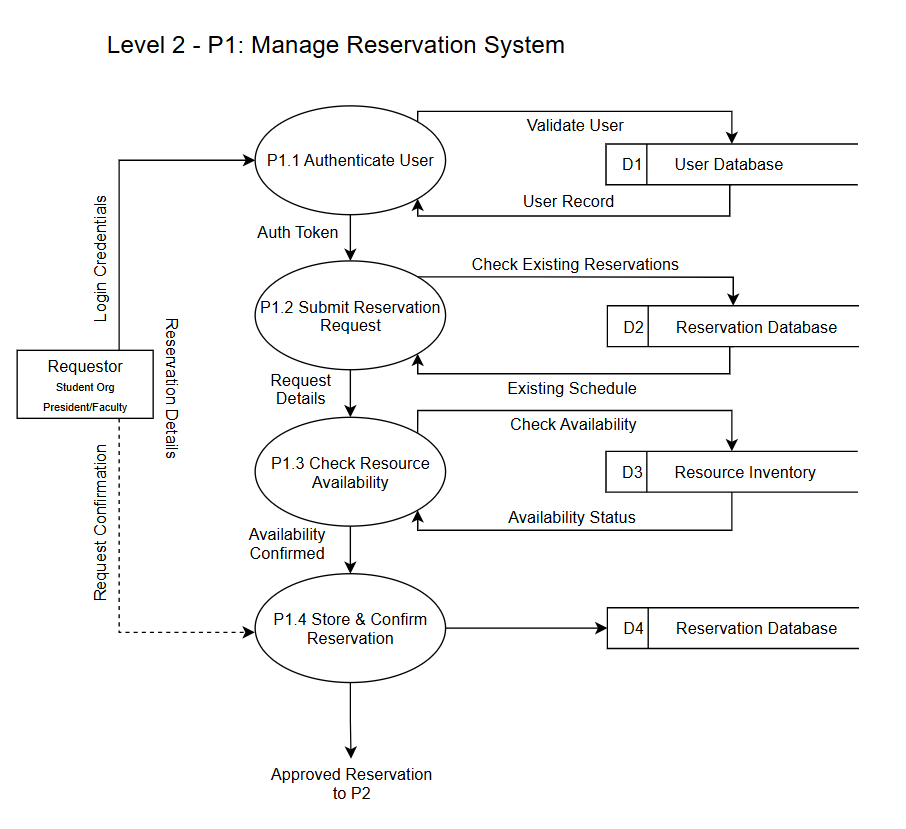 Level 2 - P1: Manage Reservation System
P1.1 Authenticate User
Validate User
D1
User Database
User Record
Login Credentials
Auth Token
Check Existing Reservations
P1.2 Submit Reservation
Request
D2
Reservation Database
Existing Schedule
Requestor
Student Org
President/Faculty
Reservation Details
Request
Details
Check Availability
P1.3 Check Resource
Availability
D3
Resource Inventory
Availability Status
Request Confirmation
Availability
Confirmed
P1.4 Store & Confirm
Reservation
D4
Reservation Database
Approved Reservation
to P2